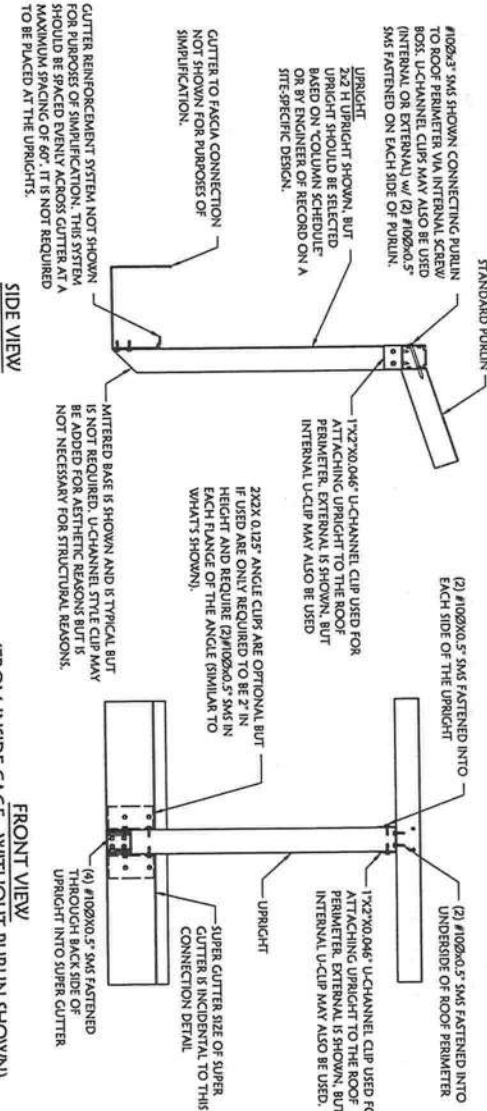 STANDARD PURLIN
#10Øx3" SMS SHOWN CONNECTING PURLIN
TO ROOF PERIMETER VIA INTERNAL SCREW
BOSS. U-CHANNEL CLIPS MAY ALSO BE USED
(INTERNAL OR EXTERNAL) w/ (2) #10Øx0.5"
SMS FASTENED ON EACH SIDE OF PURLIN.
UPRIGHT
2x2 H UPRIGHT SHOWN, BUT
UPRIGHT SHOULD BE SELECTED
BASED ON "COLUMN SCHEDULE"
OR BY ENGINEER OF RECORD ON A
SITE-SPECIFIC DESIGN.
GUTTER TO FASCIA CONNECTION
NOT SHOWN FOR PURPOSES OF
SIMPLIFICATION.
GUTTER REINFORCEMENT SYSTEM NOT SHOWN
FOR PURPOSES OF SIMPLIFICATION. THIS SYSTEM
SHOULD BE SPACED EVENLY ACROSS GUTTER AT A
MAXIMUM SPACING OF 60". IT IS NOT REQUIRED
TO BE PLACED AT THE UPRIGHTS.
1"X2"X0.046" U-CHANNEL CLIP USED FOR
ATTACHING UPRIGHT TO THE ROOF
PERIMETER. EXTERNAL IS SHOWN, BUT
INTERNAL U-CLIP MAY ALSO BE USED
MITERED BASE IS SHOWN AND IS TYPICAL BUT
IS NOT REQUIRED. U-CHANNEL STYLE CLIP MAY
BE ADDED FOR AESTHETIC REASONS BUT IS
NOT NECESSARY FOR STRUCTURAL REASONS.
SIDE VIEW
(2) #10ØX0.5" SMS FASTENED INTO
EACH SIDE OF THE UPRIGHT
2X2X 0.125" ANGLE CLIPS ARE OPTIONAL BUT
IF USED ARE ONLY REQUIRED TO BE 2" IN
HEIGHT AND REQUIRE (2)#10Øx0.5" SMS IN
EACH FLANGE OF THE ANGLE (SIMILAR TO
WHAT'S SHOWN).
(2) #10Øx0.5" SMS FASTENED INTO
UNDERSIDE OF ROOF PERIMETER
1"X2"X0.046" U-CHANNEL CLIP USED FO
ATTACHING UPRIGHT TO THE ROOF
PERIMETER. EXTERNAL IS SHOWN, BUT
INTERNAL U-CLIP MAY ALSO BE USED.
UPRIGHT
SUPER GUTTER SIZE OF SUPER
GUTTER IS INCIDENTAL TO THIS
CONNECTION DETAIL
(4) #10ØX0.5" SMS FASTENED
THROUGH BACK SIDE OF
UPRIGHT INTO SUPER GUTTER
FRONT VIEW
(FROM INSIDE CAGE - WITHOUT PURLIN SHOWN)